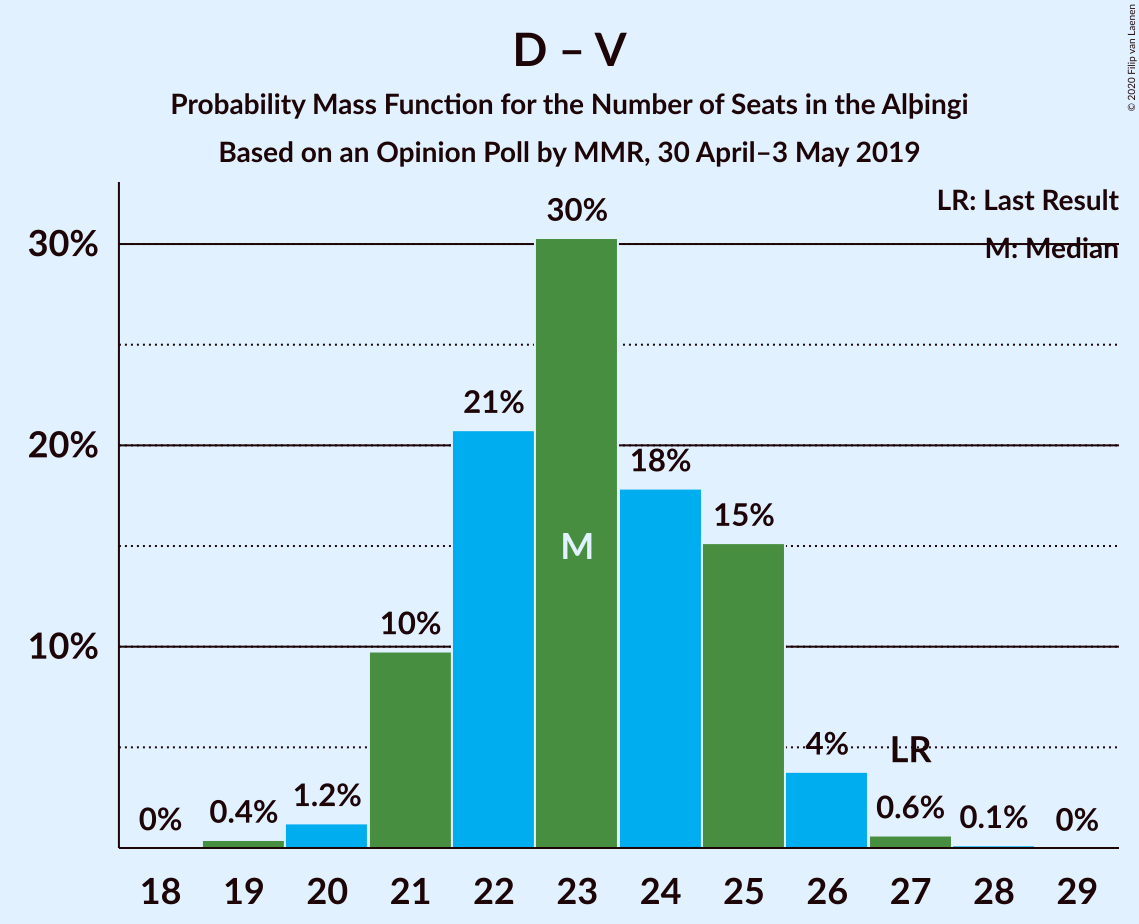 D – V
Probability Mass Function for the Number of Seats in the Alþingi
Based on an Opinion Poll by MMR, 30 April–3 May 2019
© 2020 Filip van Laenen
LR: Last Result
M: Median
30%
20%
10%
0%
0.4%
1.2%
10%
21%
30%
18%
15%
4%
0.6%
0.1%
0%
M
LR
18 19 20 21 22 23 24 25 26 27 28 29